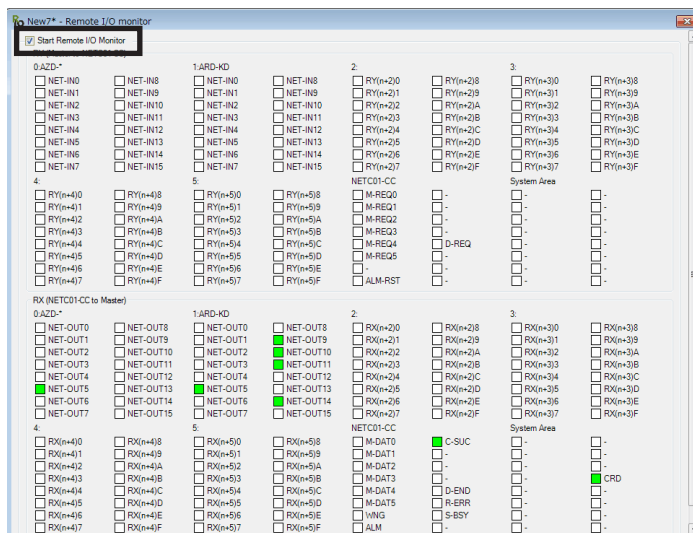 New7* - Remote I/O monitor
Start Remote I/O Monitor
0:AZD-* 1:ARD-KD 2: 3:
NET-IN0 NET-IN8 NET-IN0 NET-IN8 RY(n+2)0 RY(n+2)8 RY(n+3)0 RY(n+3)8
NET-IN1 NET-IN9 NET-IN1 NET-IN9 RY(n+2)1 RY(n+2)9 RY(n+3)1 RY(n+3)9
NET-IN2 NET-IN10 NET-IN2 NET-IN10 RY(n+2)2 RY(n+2)A RY(n+3)2 RY(n+3)A
NET-IN3 NET-IN11 NET-IN3 NET-IN11 RY(n+2)3 RY(n+2)B RY(n+3)3 RY(n+3)B
NET-IN4 NET-IN12 NET-IN4 NET-IN12 RY(n+2)4 RY(n+2)C RY(n+3)4 RY(n+3)C
NET-IN5 NET-IN13 NET-IN5 NET-IN13 RY(n+2)5 RY(n+2)D RY(n+3)5 RY(n+3)D
NET-IN6 NET-IN14 NET-IN6 NET-IN14 RY(n+2)6 RY(n+2)E RY(n+3)6 RY(n+3)E
NET-IN7 NET-IN15 NET-IN7 NET-IN15 RY(n+2)7 RY(n+2)F RY(n+3)7 RY(n+3)F
4: 5: NETC01-CC System Area
RY(n+4)0 RY(n+4)8 RY(n+5)0 RY(n+5)8 M-REQ0 - - -
RY(n+4)1 RY(n+4)9 RY(n+5)1 RY(n+5)9 M-REQ1 - - -
RY(n+4)2 RY(n+4)A RY(n+5)2 RY(n+5)A M-REQ2 - - -
RY(n+4)3 RY(n+4)B RY(n+5)3 RY(n+5)B M-REQ3 - - -
RY(n+4)4 RY(n+4)C RY(n+5)4 RY(n+5)C M-REQ4 D-REQ - -
RY(n+4)5 RY(n+4)D RY(n+5)5 RY(n+5)D M-REQ5 - - -
RY(n+4)6 RY(n+4)E RY(n+5)6 RY(n+5)E - - - -
RY(n+4)7 RY(n+4)F RY(n+5)7 RY(n+5)F ALM-RST - - -
RX (NETC01-CC to Master)
0:AZD-* 1:ARD-KD 2: 3:
NET-OUT0 NET-OUT8 NET-OUT0 NET-OUT8 RX(n+2)0 RX(n+2)8 RX(n+3)0 RX(n+3)8
NET-OUT1 NET-OUT9 NET-OUT1 NET-OUT9 RX(n+2)1 RX(n+2)9 RX(n+3)1 RX(n+3)9
NET-OUT2 NET-OUT10 NET-OUT2 NET-OUT10 RX(n+2)2 RX(n+2)A RX(n+3)2 RX(n+3)A
NET-OUT3 NET-OUT11 NET-OUT3 NET-OUT11 RX(n+2)3 RX(n+2)B RX(n+3)3 RX(n+3)B
NET-OUT4 NET-OUT12 NET-OUT4 NET-OUT12 RX(n+2)4 RX(n+2)C RX(n+3)4 RX(n+3)C
NET-OUT5 NET-OUT13 NET-OUT5 NET-OUT13 RX(n+2)5 RX(n+2)D RX(n+3)5 RX(n+3)D
NET-OUT6 NET-OUT14 NET-OUT6 NET-OUT14 RX(n+2)6 RX(n+2)E RX(n+3)6 RX(n+3)E
NET-OUT7 NET-OUT15 NET-OUT7 NET-OUT15 RX(n+2)7 RX(n+2)F RX(n+3)7 RX(n+3)F
4: 5: NETC01-CC System Area
RX(n+4)0 RX(n+4)8 RX(n+5)0 RX(n+5)8 M-DAT0 C-SUC - -
RX(n+4)1 RX(n+4)9 RX(n+5)1 RX(n+5)9 M-DAT1 - - -
RX(n+4)2 RX(n+4)A RX(n+5)2 RX(n+5)A M-DAT2 - - -
RX(n+4)3 RX(n+4)B RX(n+5)3 RX(n+5)B M-DAT3 - - CRD
RX(n+4)4 RX(n+4)C RX(n+5)4 RX(n+5)C M-DAT4 D-END - -
RX(n+4)5 RX(n+4)D RX(n+5)5 RX(n+5)D M-DAT5 R-ERR - -
RX(n+4)6 RX(n+4)E RX(n+5)6 RX(n+5)E WNG S-BSY - -
RX(n+4)7 RX(n+4)F RX(n+5)7 RX(n+5)F ALM - - -